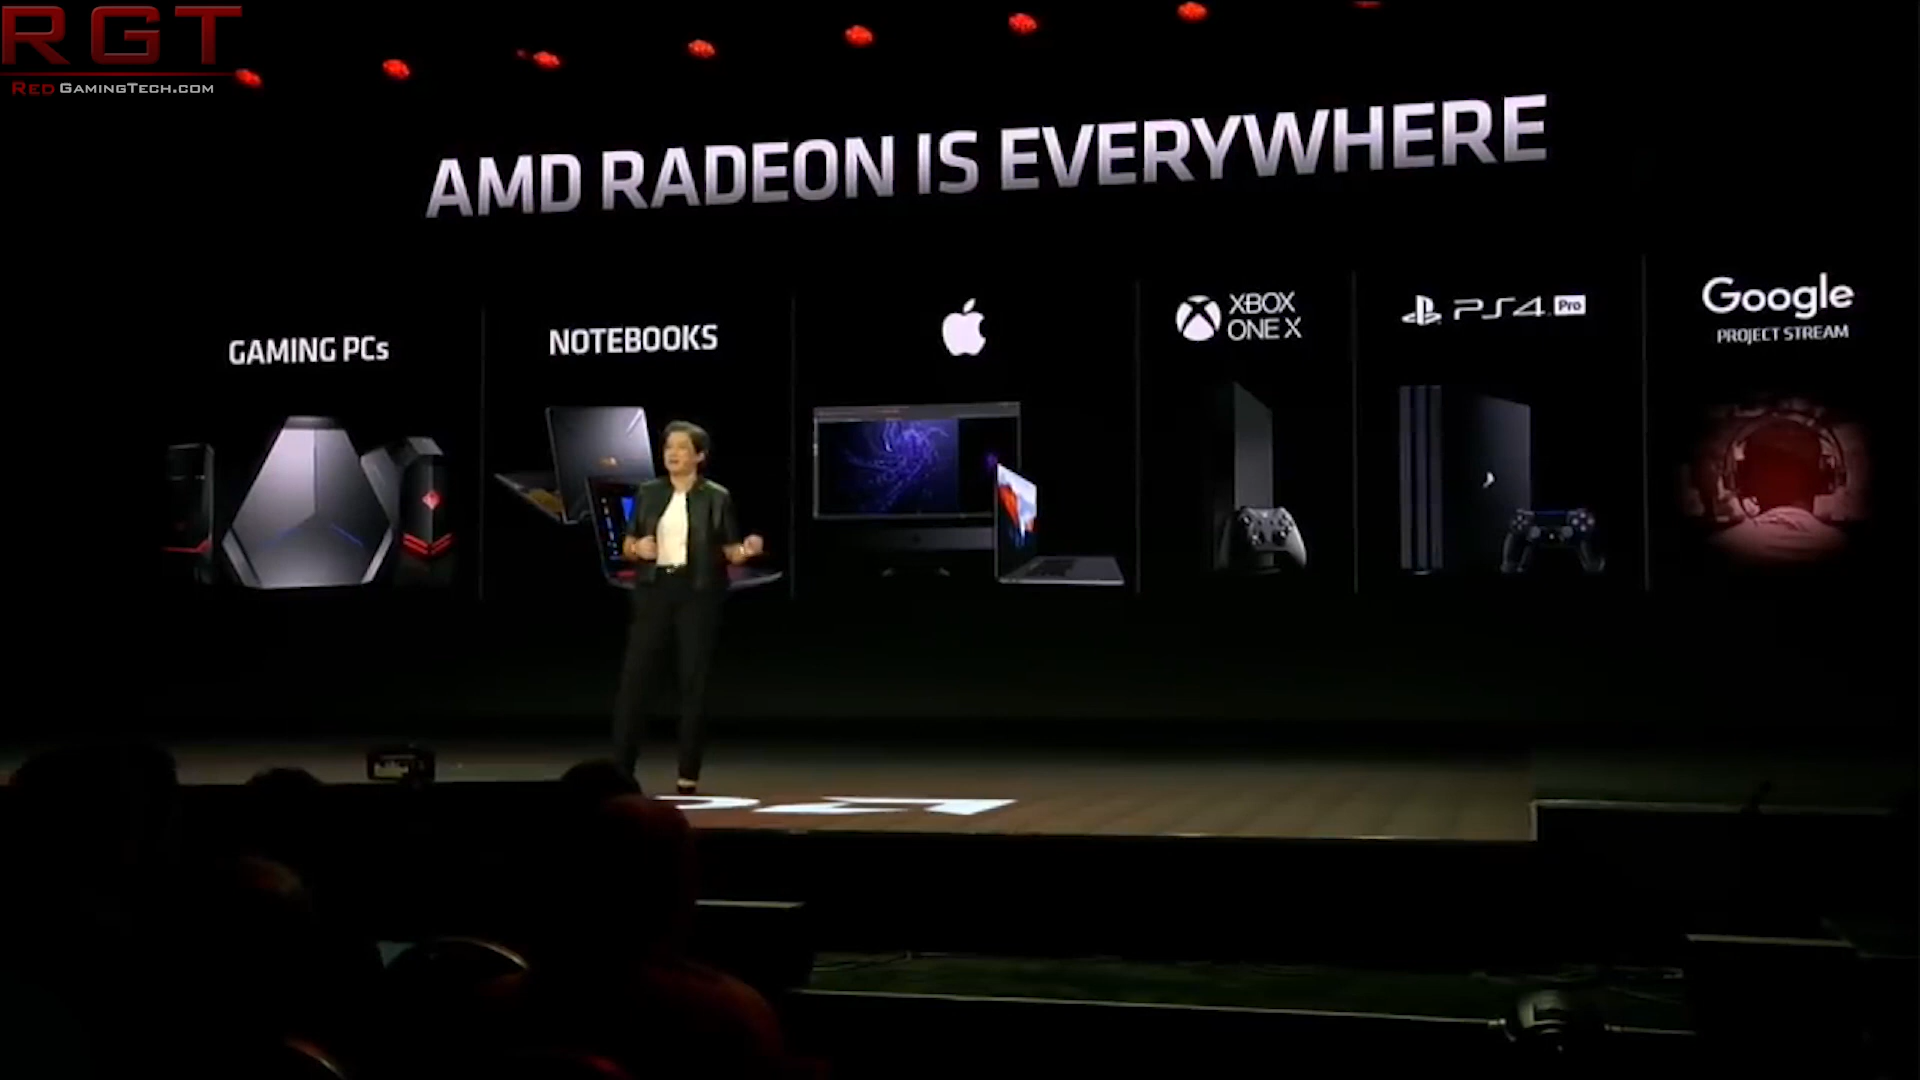 RGT
RedGamingTech.com
AMD RADEON IS EVERYWHERE
GAMING PCs
NOTEBOOKS
XBOX
ONE X
PS4 Pro
Google
PROJECT STREAM